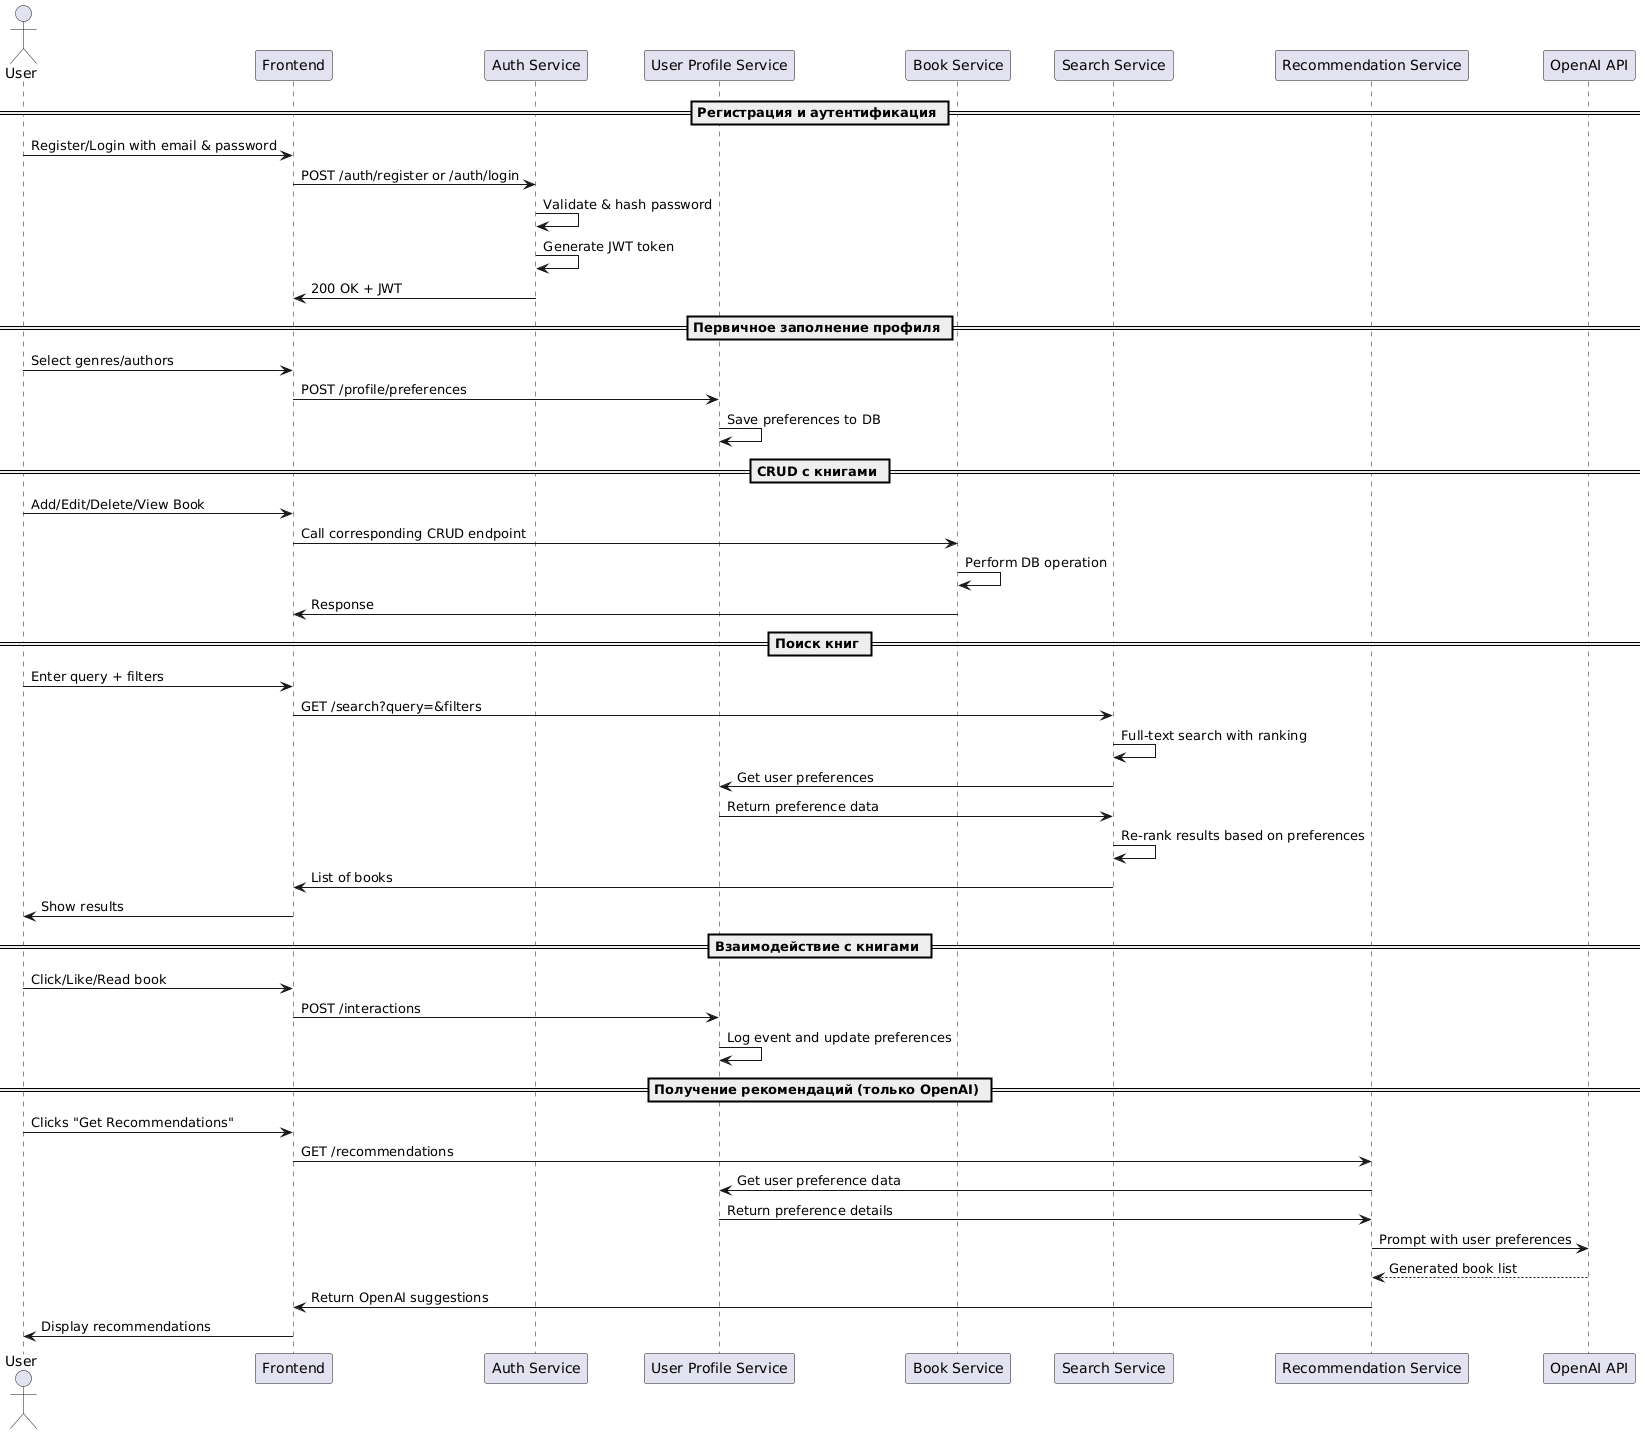 User
Frontend
Auth Service
User Profile Service
Book Service
Search Service
Recommendation Service
OpenAI API
Регистрация и аутентификация
Register/Login with email & password
POST /auth/register or /auth/login
Validate & hash password
Generate JWT token
200 OK + JWT
Первичное заполнение профиля
Select genres/authors
POST /profile/preferences
Save preferences to DB
CRUD с книгами
Add/Edit/Delete/View Book
Call corresponding CRUD endpoint
Perform DB operation
Response
Поиск книг
Enter query + filters
GET /search?query=&filters
Full-text search with ranking
Get user preferences
Return preference data
Re-rank results based on preferences
List of books
Show results
Взаимодействие с книгами
Click/Like/Read book
POST /interactions
Log event and update preferences
Получение рекомендаций (только OpenAI)
Clicks "Get Recommendations"
GET /recommendations
Get user preference data
Return preference details
Prompt with user preferences
Generated book list
Return OpenAI suggestions
Display recommendations
User
Frontend
Auth Service
User Profile Service
Book Service
Search Service
Recommendation Service
OpenAI API